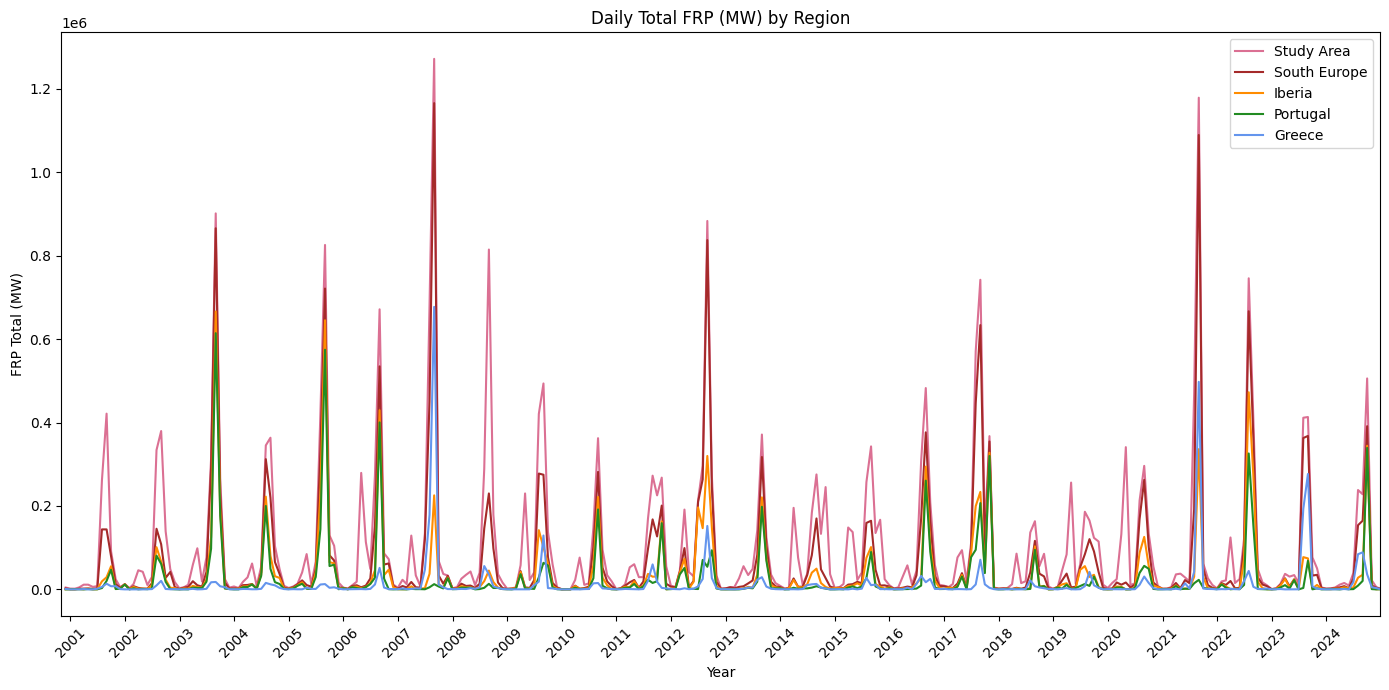 Daily Total FRP (MW) by Region
1e6
Study Area
South Europe
Iberia
Portugal
Greece
FRP Total (MW)
1.2
1.0
0.8
0.6
0.4
0.2
0.0
2001 2002 2003 2004 2005 2006 2007 2008 2009 2010 2011 2012 2013 2014 2015 2016 2017 2018 2019 2020 2021 2022 2023 2024
Year